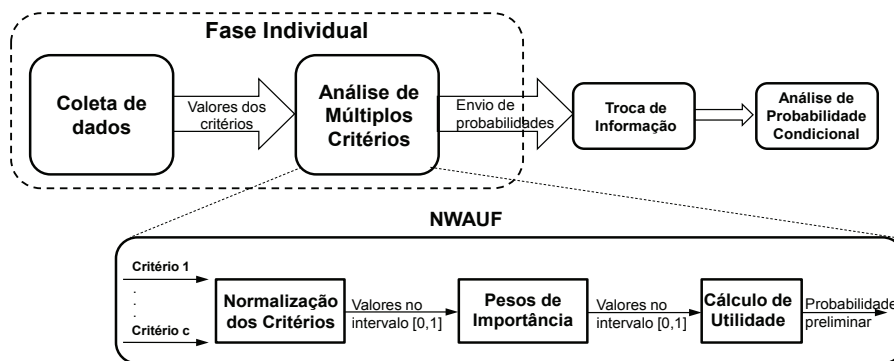 Fase Individual
Coleta de
dados
Valores dos
critérios
Análise de
Múltiplos
Critérios
Envio de
probabilidades
Troca de
Informação
Análise de
Probabilidade
Condicional
NWAUF
Critério 1
.
.
.
.
Critério c
Normalização
dos Critérios
Valores no
intervalo [0,1]
Pesos de
Importância
Valores no
intervalo [0,1]
Cálculo de
Utilidade
Probabilidade
preliminar